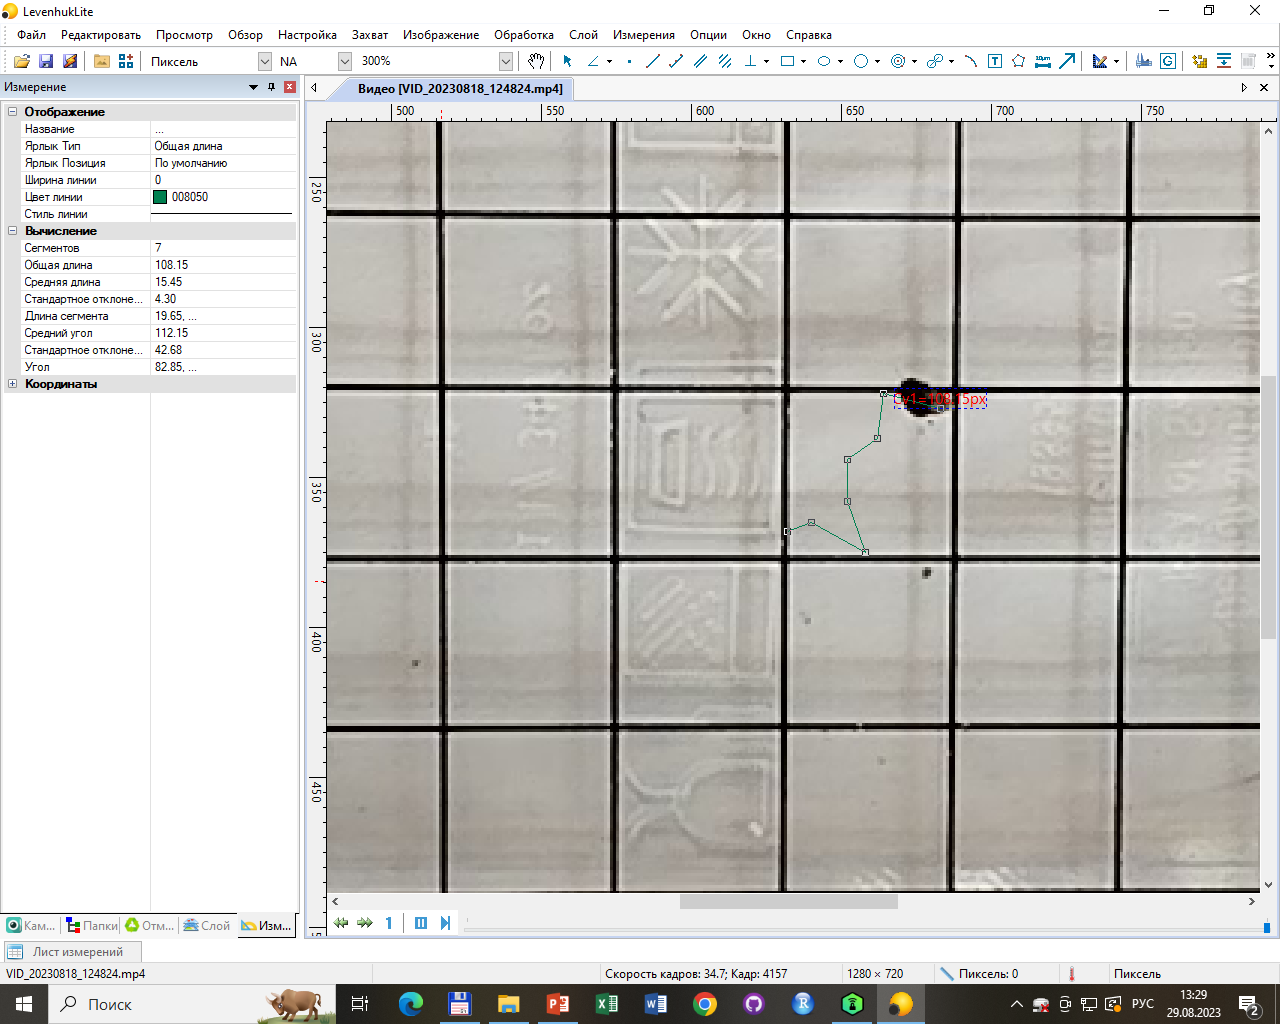 LevenhukLite
Файл Редактировать Просмотр Обзор Настройка Захват Изображение Обработка Слой Измерения Опции Окно Справка
Пиксель NA 300%
Измерение
Видео [VID_20230818_124824.mp4]
500 550 600 650 700 750
Отображение
Название ...
Ярлык Тип Общая длина
Ярлык Позиция По умолчанию
Ширина линии 0
Цвет линии 008050
Стиль линии
Вычисление
Сегментов 7
Общая длина 108.15
Средняя длина 15.45
Стандартное отклоне... 4.30
Длина сегмента 19.65, ...
Средний угол 112.15
Стандартное отклоне... 42.68
Угол 82.85, ...
Координаты
250
300
350
400
450
Кам... Папки Отм... Слой Изм...
1
Лист измерений
VID_20230818_124824.mp4 Скорость кадров: 34.7; Кадр: 4157 1280 × 720 Пиксель: 0 Пиксель
Поиск
РУС
13:29
29.08.2023
2